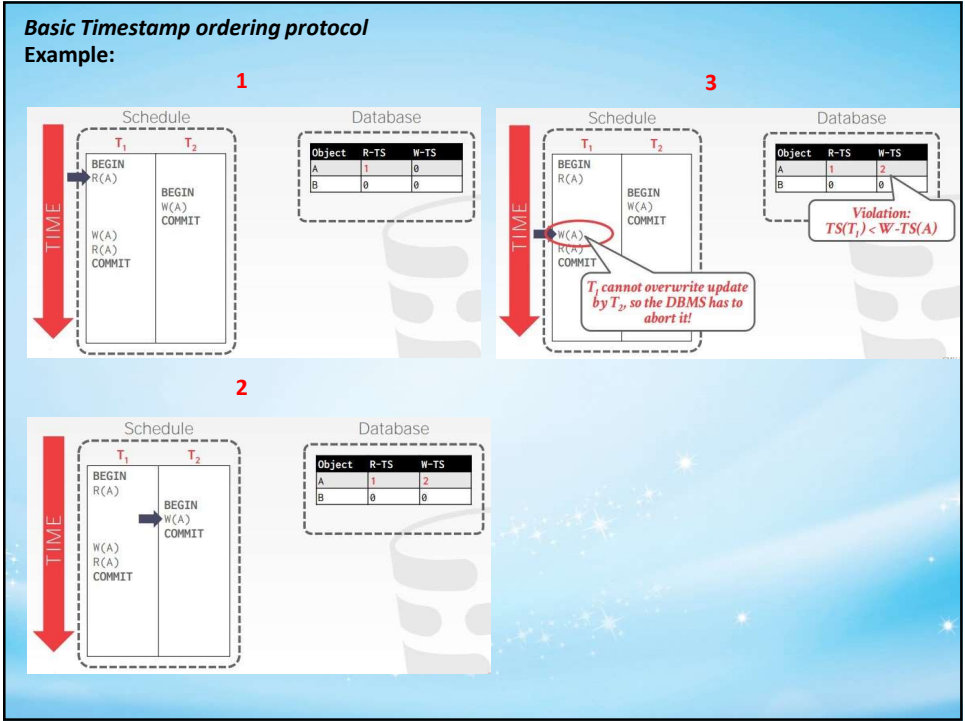 Basic Timestamp ordering protocol
Example:
1
Schedule
Database
TIME
T1 T2
BEGIN
R(A)
BEGIN
W(A)
COMMIT
W(A)
R(A)
COMMIT
Object R-TS W-TS
A 1 0
B 0 0
3
Schedule
Database
TIME
T1 T2
BEGIN
R(A)
BEGIN
W(A)
COMMIT
W(A)
R(A)
COMMIT
T1 cannot overwrite update
by T2, so the DBMS has to
abort it!
Object R-TS W-TS
A 1 2
B 0 0
Violation:
TS(T1) < W-TS(A)
2
Schedule
Database
TIME
T1 T2
BEGIN
R(A)
BEGIN
W(A)
COMMIT
W(A)
R(A)
COMMIT
Object R-TS W-TS
A 1 2
B 0 0